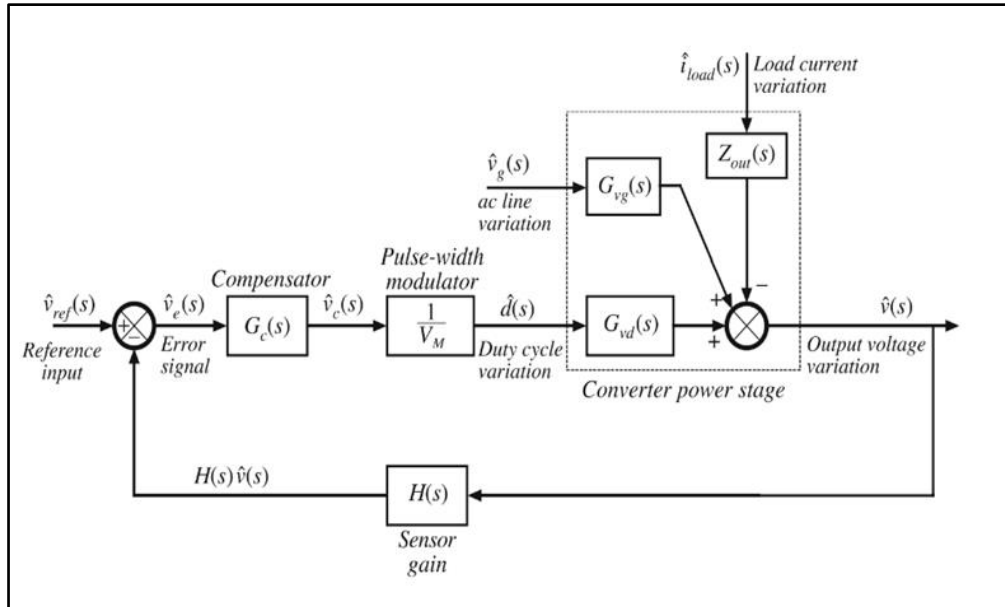 î_load(s)
Load current
variation
Z_out(s)
v̂_g(s)
ac line
variation
G_vg(s)
−
+
+
Pulse-width
modulator
Compensator
v̂_ref(s)
Reference
input
+
−
v̂_e(s)
Error
signal
G_c(s)
v̂_c(s)
1
V_M
d̂(s)
Duty cycle
variation
G_vd(s)
v̂(s)
Output voltage
variation
Converter power stage
H(s) v̂(s)
H(s)
Sensor
gain